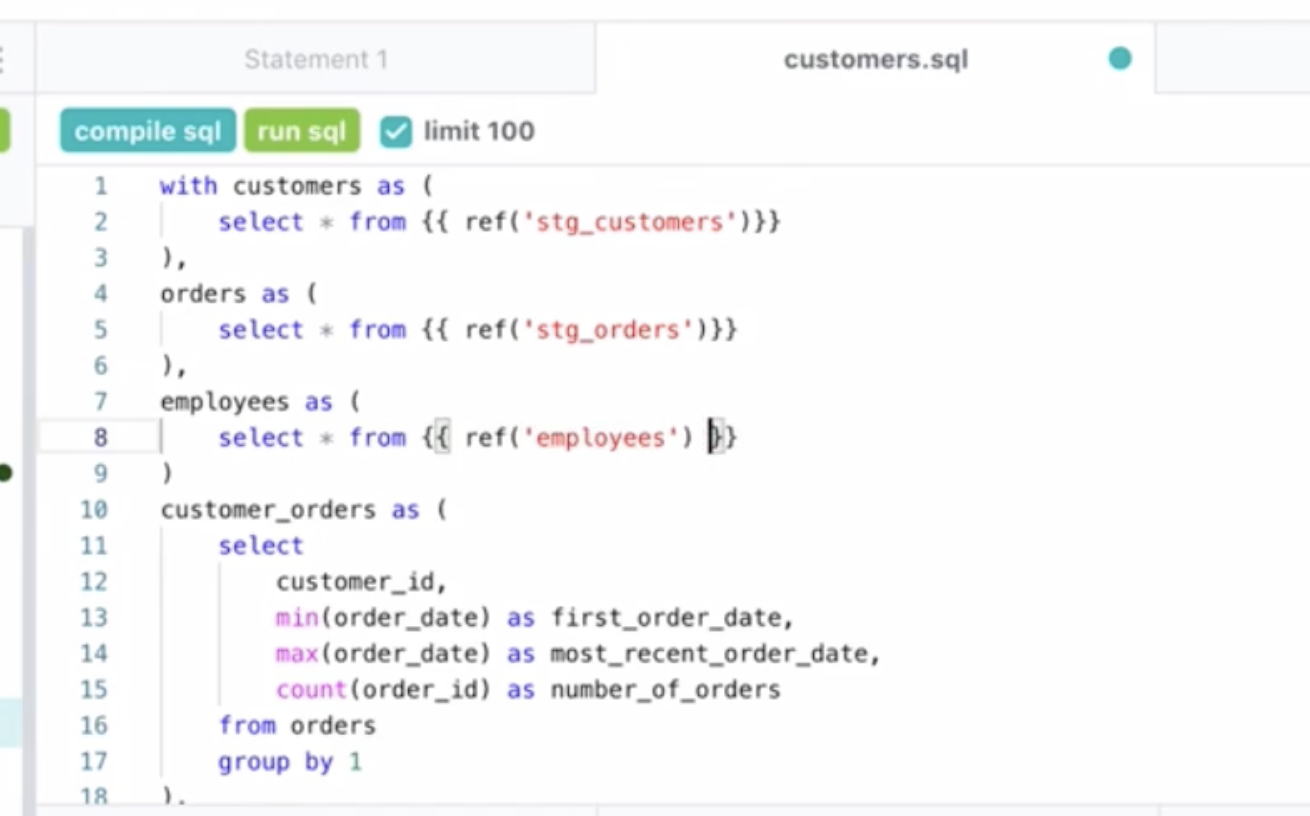 Statement 1
customers.sql
compile sql run sql limit 100
1 with customers as (
2     select * from {{ ref('stg_customers')}}
3 ),
4 orders as (
5     select * from {{ ref('stg_orders')}}
6 ),
7 employees as (
8     select * from {{ ref('employees') }}
9 )
10 customer_orders as (
11     select
12         customer_id,
13         min(order_date) as first_order_date,
14         max(order_date) as most_recent_order_date,
15         count(order_id) as number_of_orders
16     from orders
17     group by 1
18 ),